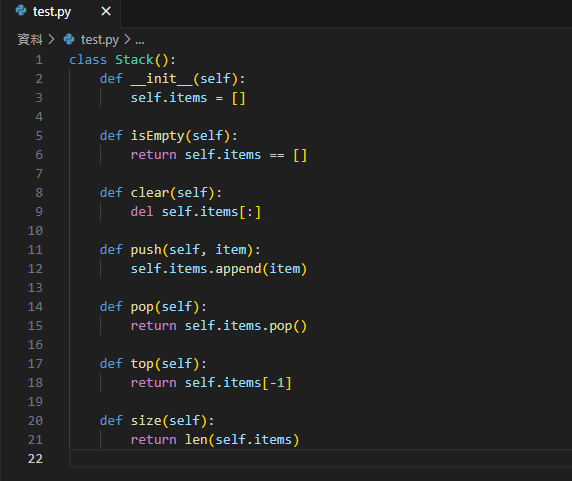 test.py ×
資料 > test.py > ...
1 class Stack():
2     def __init__(self):
3         self.items = []
4
5     def isEmpty(self):
6         return self.items == []
7
8     def clear(self):
9         del self.items[:]
10
11     def push(self, item):
12         self.items.append(item)
13
14     def pop(self):
15         return self.items.pop()
16
17     def top(self):
18         return self.items[-1]
19
20     def size(self):
21         return len(self.items)
22